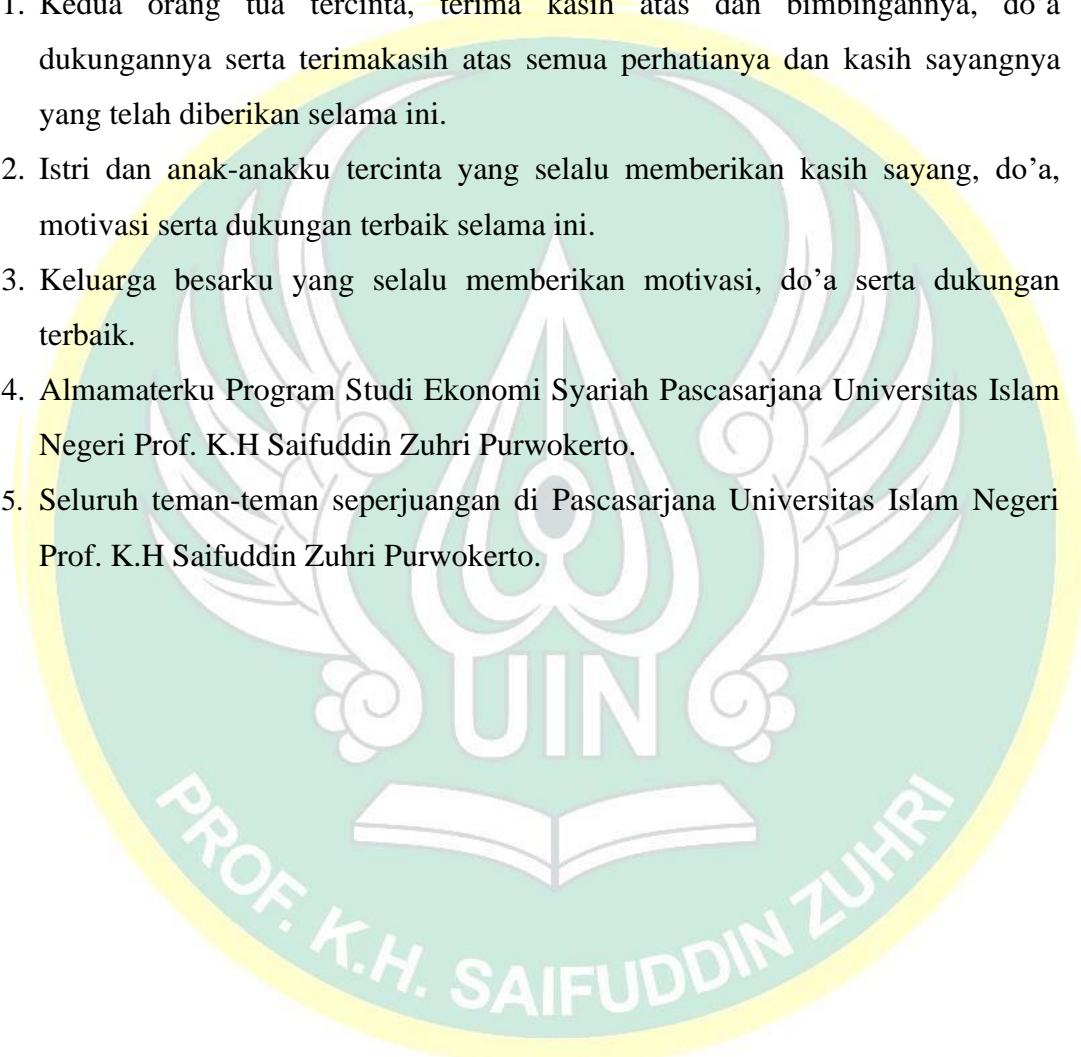 1. Kedua orang tua tercinta, terima kasih atas dan bimbingannya, do’a
dukungannya serta terimakasih atas semua perhatianya dan kasih sayangnya
yang telah diberikan selama ini.
2. Istri dan anak-anakku tercinta yang selalu memberikan kasih sayang, do’a,
motivasi serta dukungan terbaik selama ini.
3. Keluarga besarku yang selalu memberikan motivasi, do’a serta dukungan
terbaik.
4. Almamaterku Program Studi Ekonomi Syariah Pascasarjana Universitas Islam
Negeri Prof. K.H Saifuddin Zuhri Purwokerto.
5. Seluruh teman-teman seperjuangan di Pascasarjana Universitas Islam Negeri
Prof. K.H Saifuddin Zuhri Purwokerto.
UIN
PROF. K.H. SAIFUDDIN ZUHRI